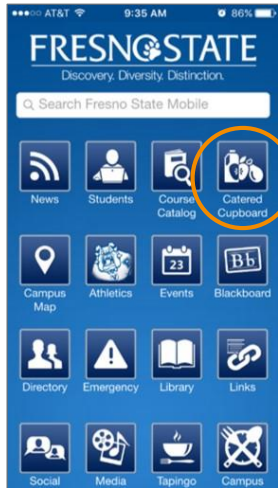 AT&T 9:35 AM 86%
FRESNO STATE
Discovery. Diversity. Distinction.
Search Fresno State Mobile
News Students Course Catered
Catalog Cupboard
23 Bb
Campus Athletics Events Blackboard
Map
Directory Emergency Library Links
Social Media Tapingo Campus